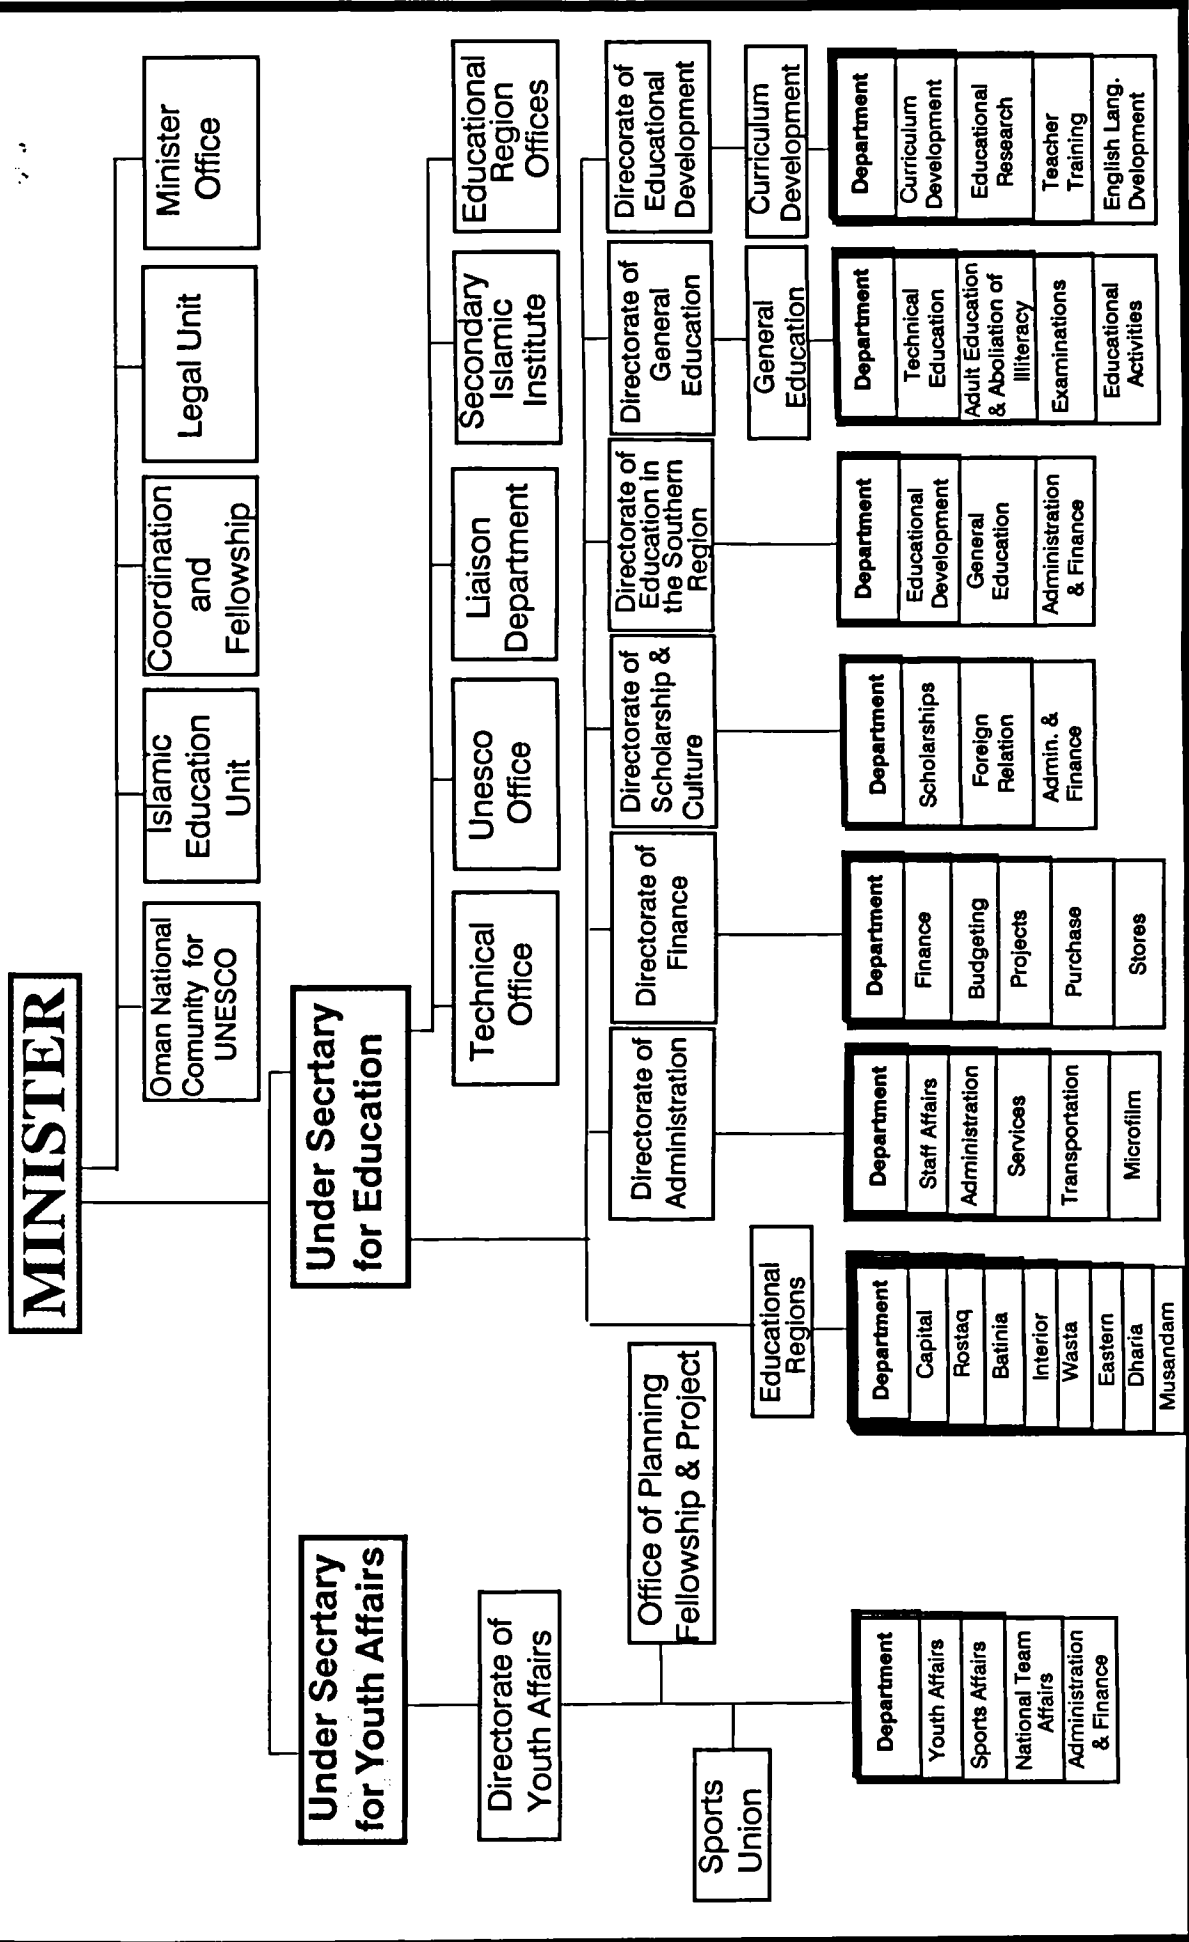 MINISTER
Oman National
Comunity for
UNESCO
Islamic
Education
Unit
Coordination
and
Fellowship
Legal Unit
Minister
Office
Under Secrtary
for Youth Affairs
Under Secrtary
for Education
Technical
Office
Unesco
Office
Liaison
Department
Secondary
Islamic
Institute
Educational
Region
Offices
Directorate of
Youth Affairs
Office of Planning
Fellowship & Project
Sports
Union
Directorate of
Administration
Directorate of
Finance
Directorate of
Scholarship &
Culture
Directorate of
Education in
the Southern
Region
Directorate of
General
Education
Direcorate of
Educational
Development
Educational
Regions
General
Education
Curriculum
Development
Department
Youth Affairs
Sports Affairs
National Team
Affairs
Administration
& Finance
Department
Capital
Rostaq
Batinia
Interior
Wasta
Eastern
Dharia
Musandam
Department
Staff Affairs
Administration
Services
Transportation
Microfilm
Department
Finance
Budgeting
Projects
Purchase
Stores
Department
Scholarships
Foreign
Relation
Admin. &
Finance
Department
Educational
Development
General
Education
Administration
& Finance
Department
Technical
Education
Adult Education
& Aboliation of
Illiteracy
Examinations
Educational
Activities
Department
Curriculum
Development
Educational
Research
Teacher
Training
English Lang.
Dvelopment